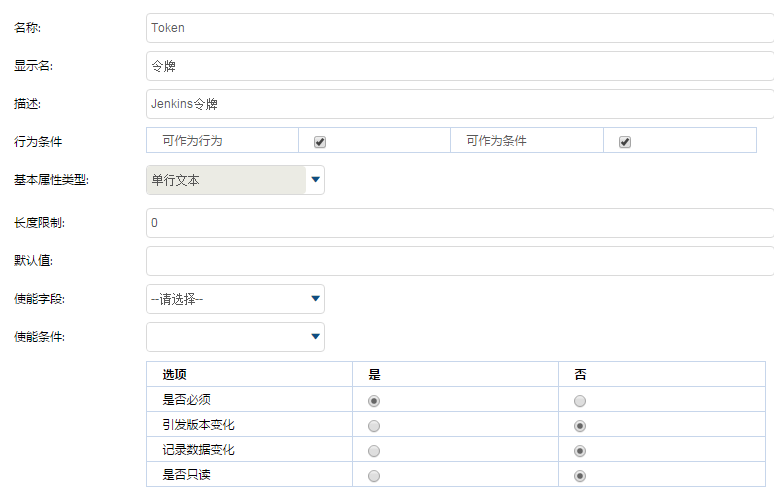 名称: Token
显示名: 令牌
描述: Jenkins令牌
行为条件 可作为行为 可作为条件
基本属性类型: 单行文本
长度限制: 0
默认值:
使能字段: --请选择--
使能条件:
选项 是 否
是否必须
引发版本变化
记录数据变化
是否只读